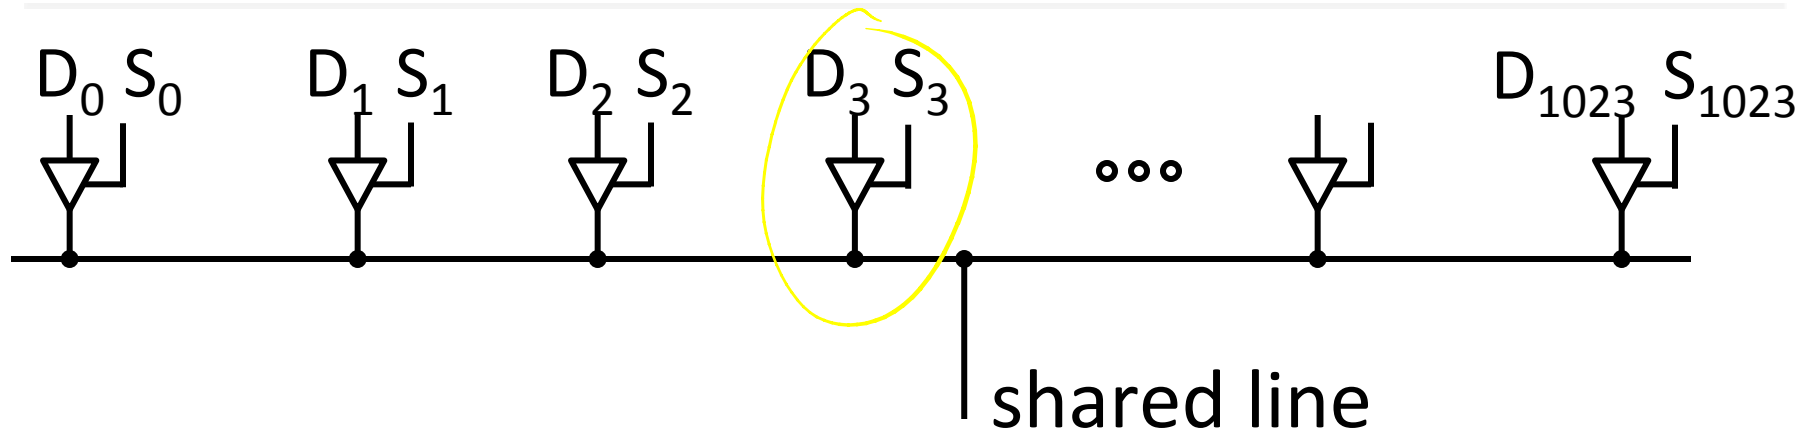 D₀ S₀ D₁ S₁ D₂ S₂ D₃ S₃ D₁₀₂₃ S₁₀₂₃
shared line